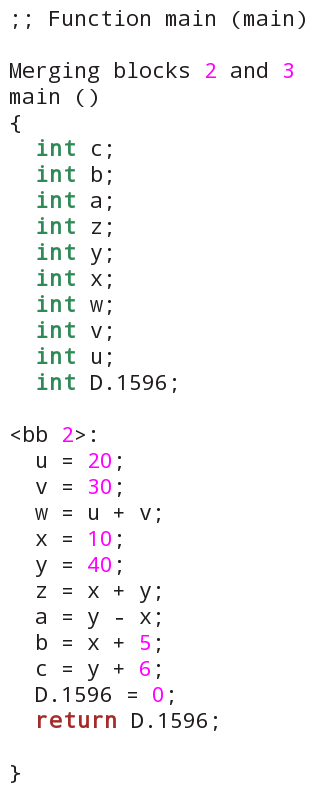 ;; Function main (main)

Merging blocks 2 and 3
main ()
{
  int c;
  int b;
  int a;
  int z;
  int y;
  int x;
  int w;
  int v;
  int u;
  int D.1596;

<bb 2>:
  u = 20;
  v = 30;
  w = u + v;
  x = 10;
  y = 40;
  z = x + y;
  a = y - x;
  b = x + 5;
  c = y + 6;
  D.1596 = 0;
  return D.1596;

}